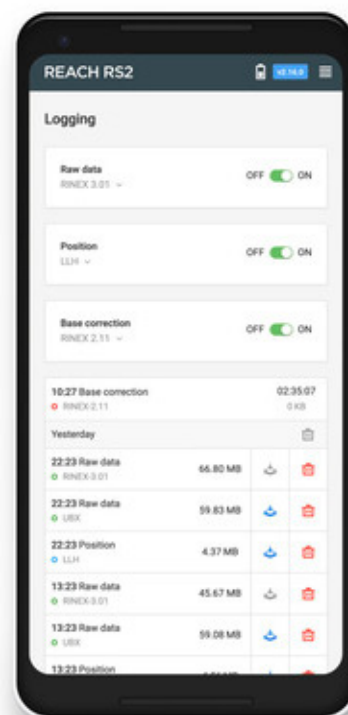 REACH RS2 v2.16.0
Logging
Raw data
RINEX 3.01
OFF ON
Position
LLH
OFF ON
Base correction
RINEX 2.11
OFF ON
10:27 Base correction 02:35:07
RINEX-2.11 0 KB
Yesterday
22:23 Raw data 66.80 MB
RINEX-3.01
22:23 Raw data 59.83 MB
UBX
22:23 Position 4.37 MB
LLH
13:23 Raw data 45.67 MB
RINEX-3.01
13:23 Raw data 59.08 MB
UBX
13:23 Position